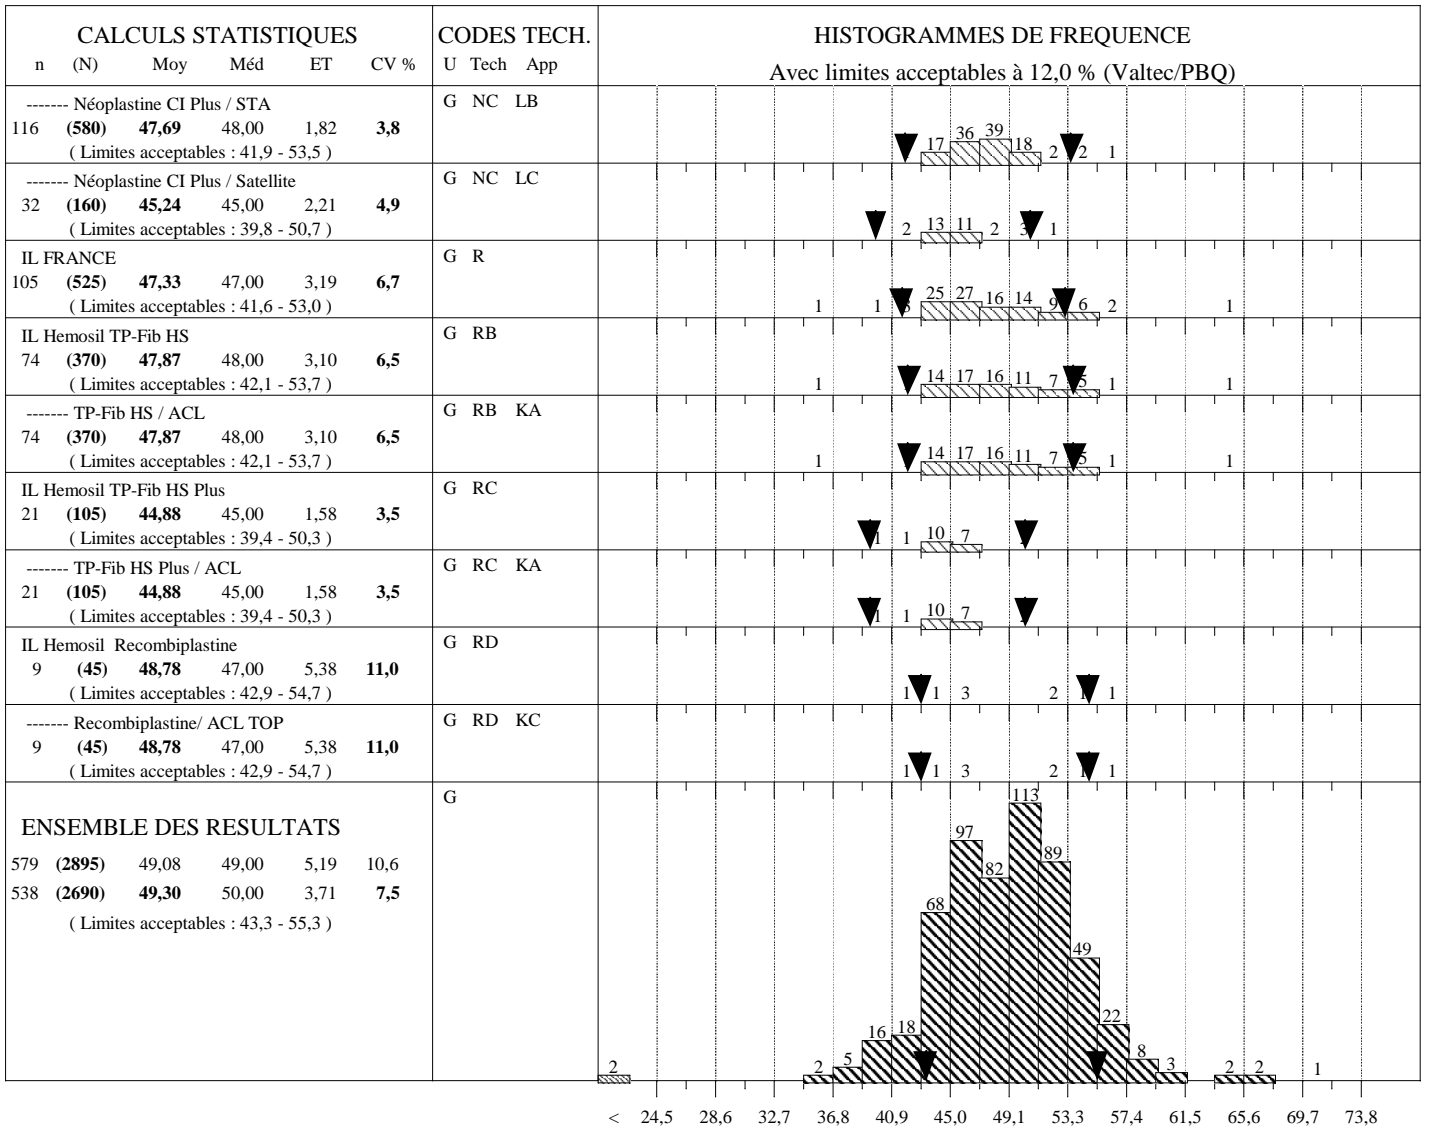 CALCULS STATISTIQUES CODES TECH. HISTOGRAMMES DE FREQUENCE
n (N) Moy Méd ET CV % U Tech App Avec limites acceptables à 12,0 % (Valtec/PBQ)
------- Néoplastine CI Plus / STA G NC LB
116 (580) 47,69 48,00 1,82 3,8
17 36 39 18 2 2 1
( Limites acceptables : 41,9 - 53,5 )
------- Néoplastine CI Plus / Satellite G NC LC
32 (160) 45,24 45,00 2,21 4,9
( Limites acceptables : 39,8 - 50,7 ) 2 13 11 2 3 1
IL FRANCE G R
105 (525) 47,33 47,00 3,19 6,7
( Limites acceptables : 41,6 - 53,0 ) 1 1 25 27 16 14 9 6 2 1
IL Hemosil TP-Fib HS G RB
74 (370) 47,87 48,00 3,10 6,5
( Limites acceptables : 42,1 - 53,7 ) 1 14 17 16 11 7 5 1 1
------- TP-Fib HS / ACL G RB KA
74 (370) 47,87 48,00 3,10 6,5
( Limites acceptables : 42,1 - 53,7 ) 1 14 17 16 11 7 5 1 1
IL Hemosil TP-Fib HS Plus G RC
21 (105) 44,88 45,00 1,58 3,5
( Limites acceptables : 39,4 - 50,3 ) 1 1 10 7
------- TP-Fib HS Plus / ACL G RC KA
21 (105) 44,88 45,00 1,58 3,5
( Limites acceptables : 39,4 - 50,3 ) 1 1 10 7
IL Hemosil Recombiplastine G RD
9 (45) 48,78 47,00 5,38 11,0
( Limites acceptables : 42,9 - 54,7 ) 1 1 3 2 1 1
------- Recombiplastine/ ACL TOP G RD KC
9 (45) 48,78 47,00 5,38 11,0
( Limites acceptables : 42,9 - 54,7 ) 1 1 3 2 1 1
G
ENSEMBLE DES RESULTATS
579 (2895) 49,08 49,00 5,19 10,6
538 (2690) 49,30 50,00 3,71 7,5
( Limites acceptables : 43,3 - 55,3 )
2 2 5 16 18 68 97 82 113 89 49 22 8 3 2 2 1
< 24,5 28,6 32,7 36,8 40,9 45,0 49,1 53,3 57,4 61,5 65,6 69,7 73,8